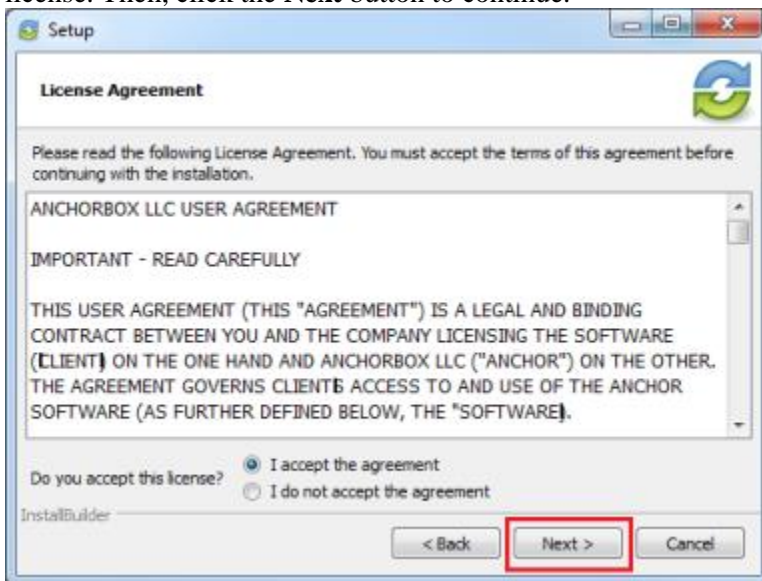 license. Then, click the Next button to continue.
Setup
License Agreement
Please read the following License Agreement. You must accept the terms of this agreement before
continuing with the installation.
ANCHORBOX LLC USER AGREEMENT
IMPORTANT - READ CAREFULLY
THIS USER AGREEMENT (THIS "AGREEMENT") IS A LEGAL AND BINDING
CONTRACT BETWEEN YOU AND THE COMPANY LICENSING THE SOFTWARE
(CLIENT) ON THE ONE HAND AND ANCHORBOX LLC ("ANCHOR") ON THE OTHER.
THE AGREEMENT GOVERNS CLIENTS ACCESS TO AND USE OF THE ANCHOR
SOFTWARE (AS FURTHER DEFINED BELOW, THE "SOFTWARE).
Do you accept this license?
I accept the agreement
I do not accept the agreement
InstallBuilder
< Back
Next >
Cancel